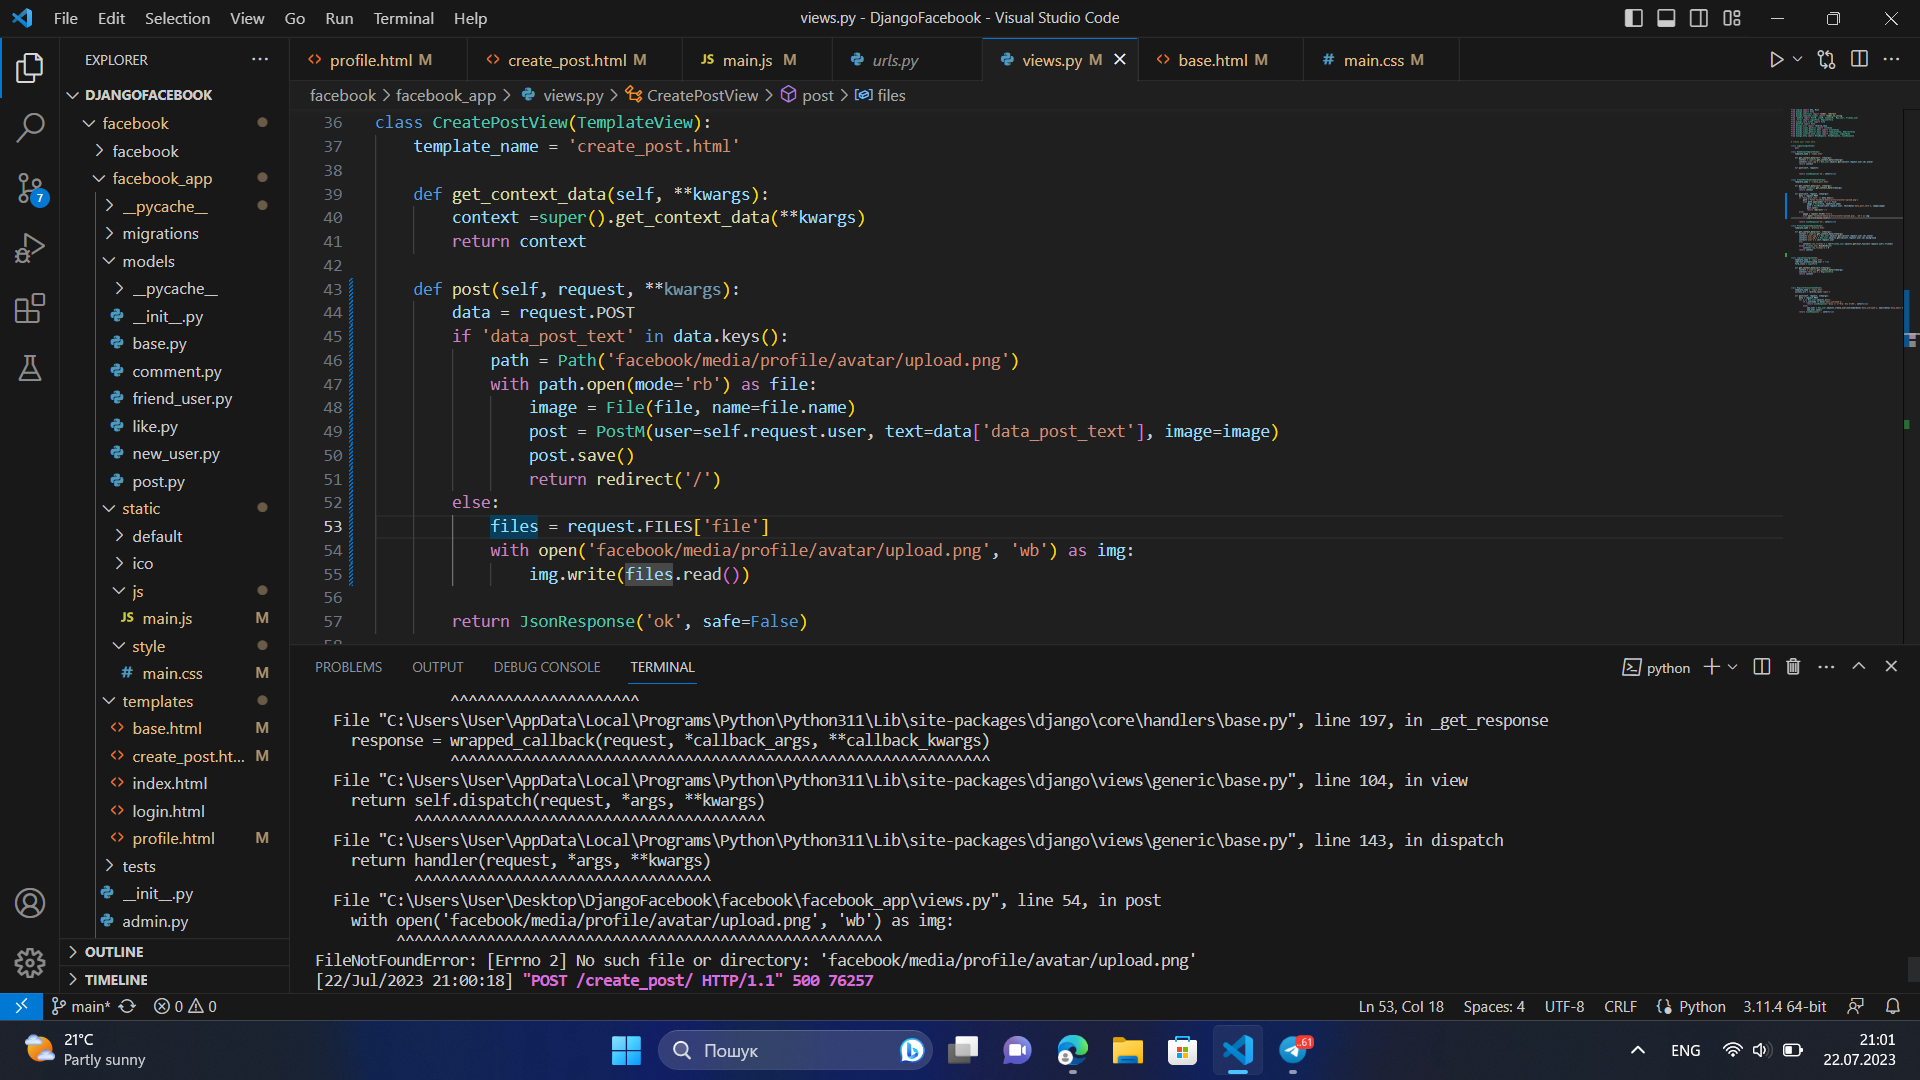 File Edit Selection View Go Run Terminal Help
views.py - DjangoFacebook - Visual Studio Code
EXPLORER
DJANGOFACEBOOK
facebook
facebook
facebook_app
__pycache__
migrations
models
__pycache__
__init__.py
base.py
comment.py
friend_user.py
like.py
new_user.py
post.py
static
default
ico
js
JS main.js M
style
# main.css M
templates
base.html M
create_post.ht... M
index.html
login.html
profile.html M
tests
__init__.py
admin.py
OUTLINE
TIMELINE
7
profile.html M
create_post.html M
JS main.js M
urls.py
views.py M
base.html M
# main.css M
facebook > facebook_app > views.py > CreatePostView > post > files
36 class CreatePostView(TemplateView):
37 template_name = 'create_post.html'
38
39 def get_context_data(self, **kwargs):
40 context =super().get_context_data(**kwargs)
41 return context
42
43 def post(self, request, **kwargs):
44 data = request.POST
45 if 'data_post_text' in data.keys():
46 path = Path('facebook/media/profile/avatar/upload.png')
47 with path.open(mode='rb') as file:
48 image = File(file, name=file.name)
49 post = PostM(user=self.request.user, text=data['data_post_text'], image=image)
50 post.save()
51 return redirect('/')
52 else:
53 files = request.FILES['file']
54 with open('facebook/media/profile/avatar/upload.png', 'wb') as img:
55 img.write(files.read())
56
57 return JsonResponse('ok', safe=False)
PROBLEMS OUTPUT DEBUG CONSOLE TERMINAL
python
^^^^^^^^^^^^^^^^^^^^^
File "C:\Users\User\AppData\Local\Programs\Python\Python311\Lib\site-packages\django\core\handlers\base.py", line 197, in _get_response
response = wrapped_callback(request, *callback_args, **callback_kwargs)
^^^^^^^^^^^^^^^^^^^^^^^^^^^^^^^^^^^^^^^^^^^^^^^^^^^^^^^^^^^^
File "C:\Users\User\AppData\Local\Programs\Python\Python311\Lib\site-packages\django\views\generic\base.py", line 104, in view
return self.dispatch(request, *args, **kwargs)
^^^^^^^^^^^^^^^^^^^^^^^^^^^^^^^^^^^^^^^
File "C:\Users\User\AppData\Local\Programs\Python\Python311\Lib\site-packages\django\views\generic\base.py", line 143, in dispatch
return handler(request, *args, **kwargs)
^^^^^^^^^^^^^^^^^^^^^^^^^^^^^^^^^
File "C:\Users\User\Desktop\DjangoFacebook\facebook\facebook_app\views.py", line 54, in post
with open('facebook/media/profile/avatar/upload.png', 'wb') as img:
^^^^^^^^^^^^^^^^^^^^^^^^^^^^^^^^^^^^^^^^^^^^^^^^^^^^^^
FileNotFoundError: [Errno 2] No such file or directory: 'facebook/media/profile/avatar/upload.png'
[22/Jul/2023 21:00:18] "POST /create_post/ HTTP/1.1" 500 76257
main* 0 0
Ln 53, Col 18 Spaces: 4 UTF-8 CRLF Python 3.11.4 64-bit
21°C
Partly sunny
Пошук
61
ENG
21:01
22.07.2023